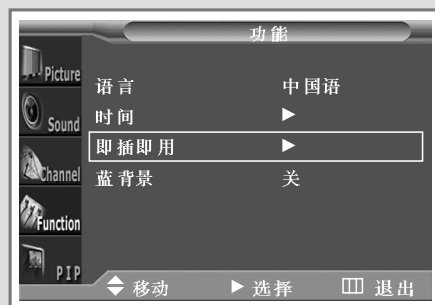 功能
Picture
Sound
Channel
Function
PIP
语言 中国语
时间 ▶
即插即用 ▶
蓝背景 关
移动 ▶ 选择 退出